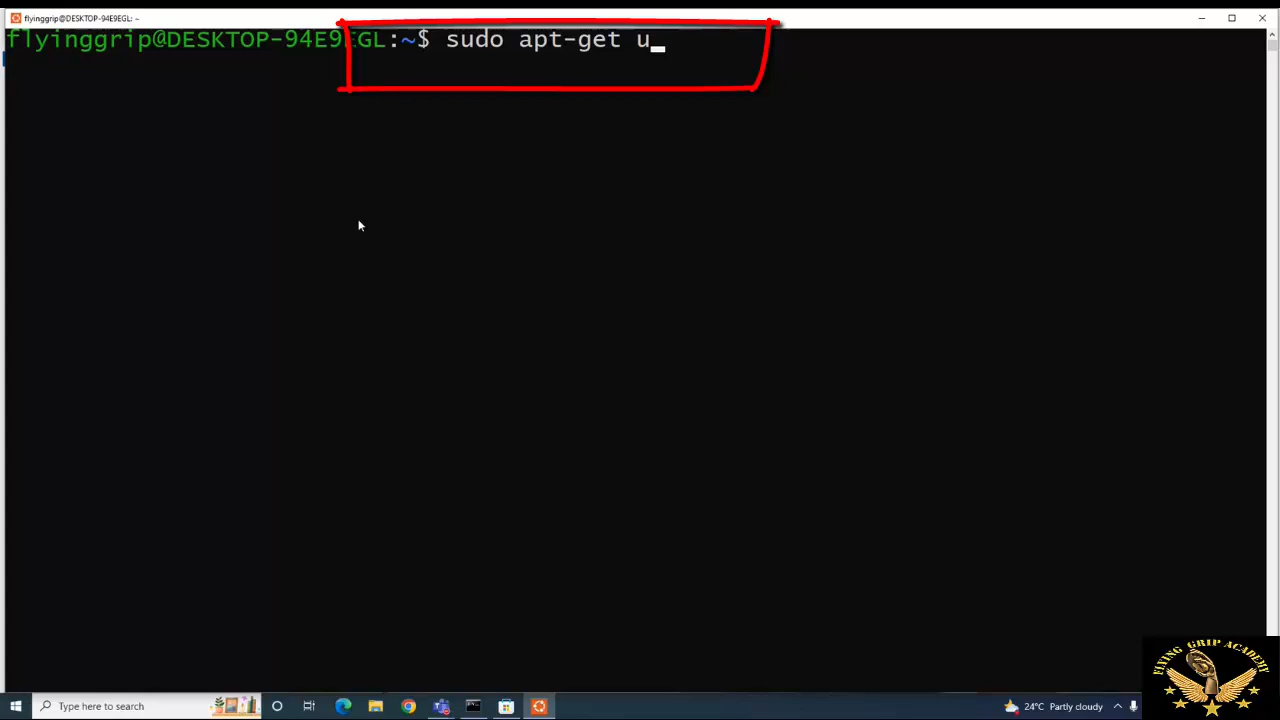 flyinggrip@DESKTOP-94E9EGL: ~
flyinggrip@DESKTOP-94E9EGL:~$ sudo apt-get u
FLYING GRIP ACADEMY
Type here to search
24°C Partly cloudy